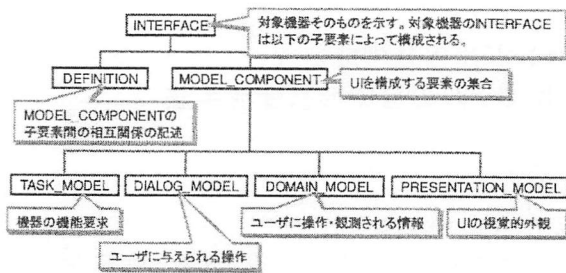 INTERFACE
対象機器そのものを示す。対象機器のINTERFACE
は以下の子要素によって構成される。
DEFINITION
MODEL_COMPONENT
UIを構成する要素の集合
MODEL_COMPONENTの
子要素間の相互関係の記述
TASK_MODEL
DIALOG_MODEL
DOMAIN_MODEL
PRESENTATION_MODEL
機器の機能要求
ユーザに操作・観測される情報
UIの視覚的外観
ユーザに与えられる操作